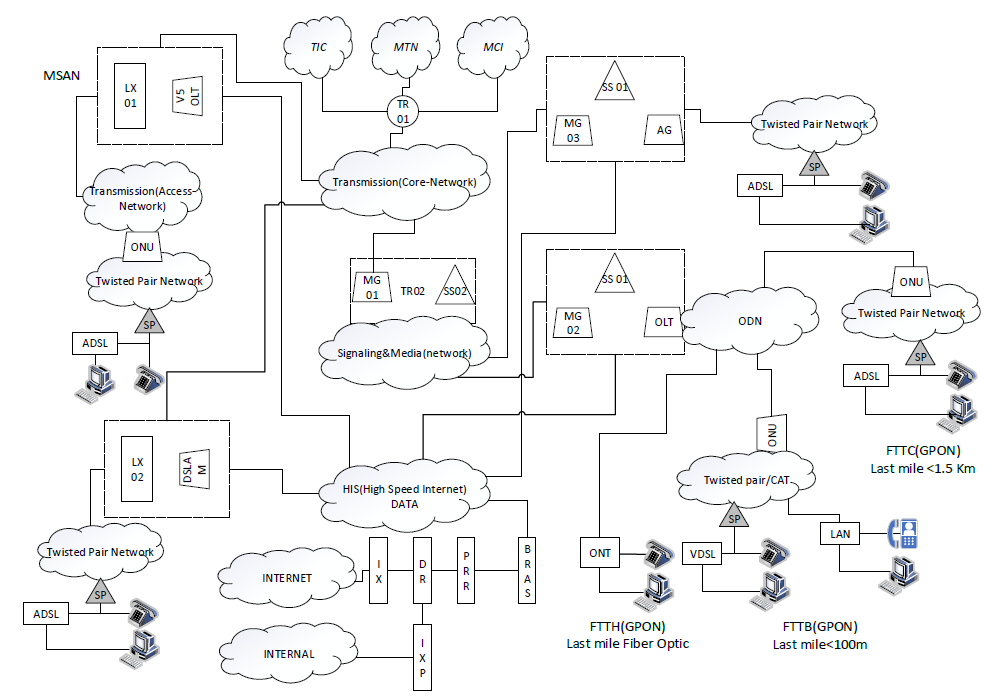 TIC
MTN
MCI
MSAN
LX
01
V5
OLT
TR
01
SS 01
MG
03
AG
Twisted Pair Network
SP
ADSL
Transmission(Access-
Network)
Transmission(Core-Network)
ONU
Twisted Pair Network
SP
ADSL
MG
01
TR02
SS02
Signaling&Media(network)
SS 01
MG
02
OLT
ODN
ONU
Twisted Pair Network
SP
ADSL
FTTC(GPON)
Last mile <1.5 Km
LX
02
DSLA
M
HIS(High Speed Internet)
DATA
ONU
Twisted pair/CAT
SP
VDSL
LAN
FTTB(GPON)
Last mile<100m
ONT
FTTH(GPON)
Last mile Fiber Optic
Twisted Pair Network
SP
ADSL
INTERNET
I
X
D
R
P
R
R
B
R
A
S
INTERNAL
I
X
P